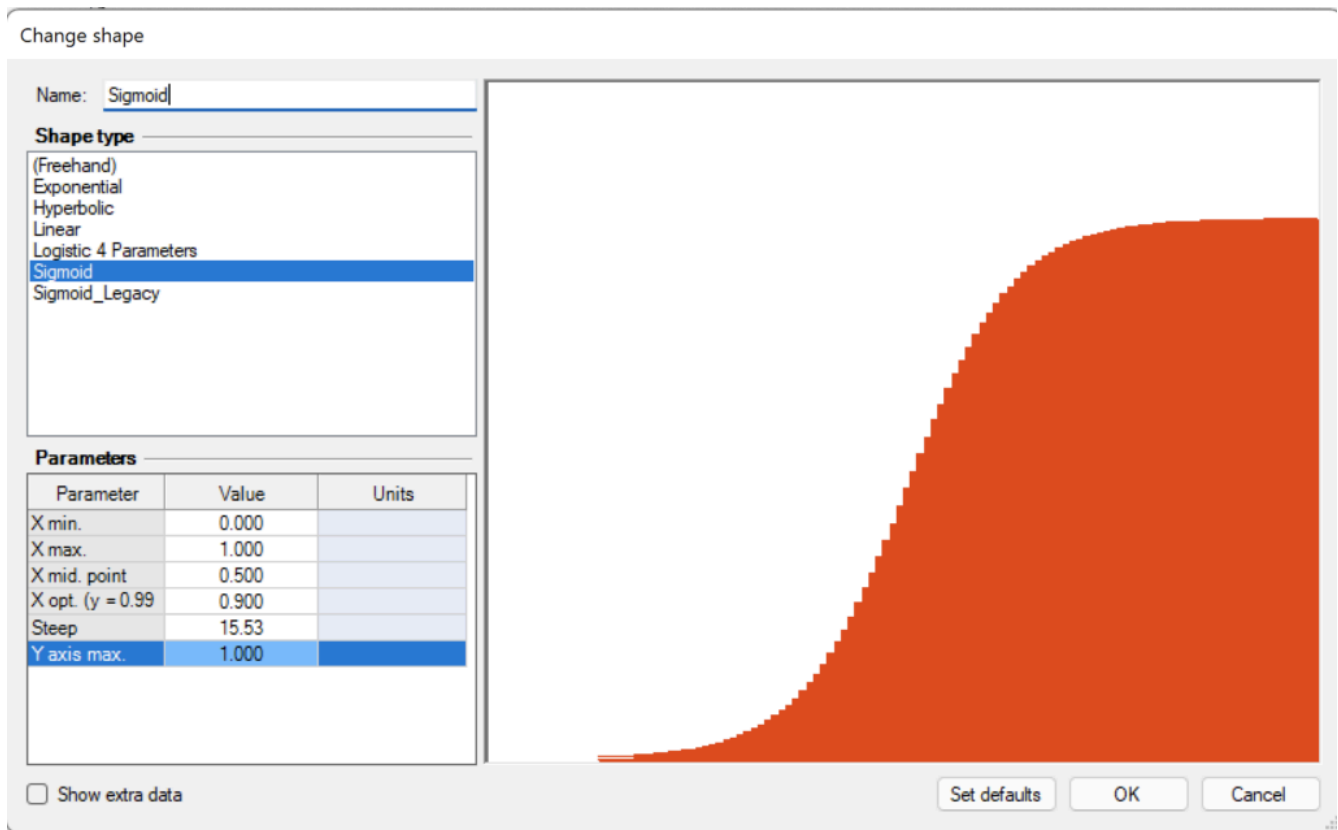 Change shape
Name: Sigmoid
Shape type
(Freehand)
Exponential
Hyperbolic
Linear
Logistic 4 Parameters
Sigmoid
Sigmoid_Legacy
Parameters
Parameter Value Units
X min. 0.000
X max. 1.000
X mid. point 0.500
X opt. (y = 0.99 0.900
Steep 15.53
Y axis max. 1.000
Show extra data
Set defaults OK Cancel